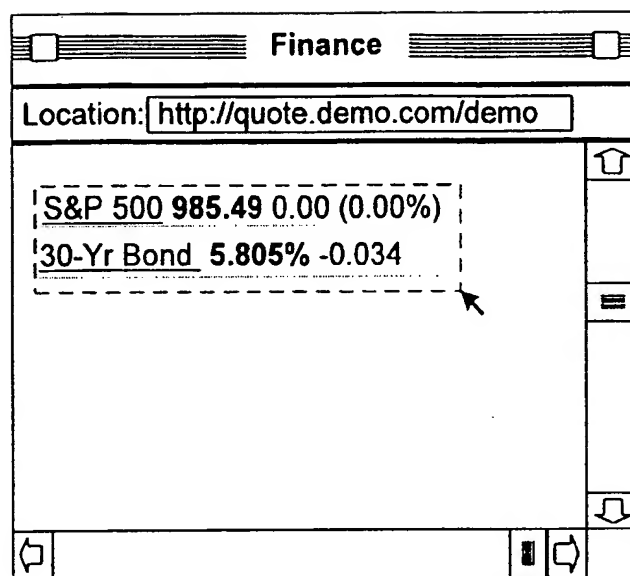 Finance
Location: http://quote.demo.com/demo
S&P 500 985.49 0.00 (0.00%)
30-Yr Bond 5.805% -0.034